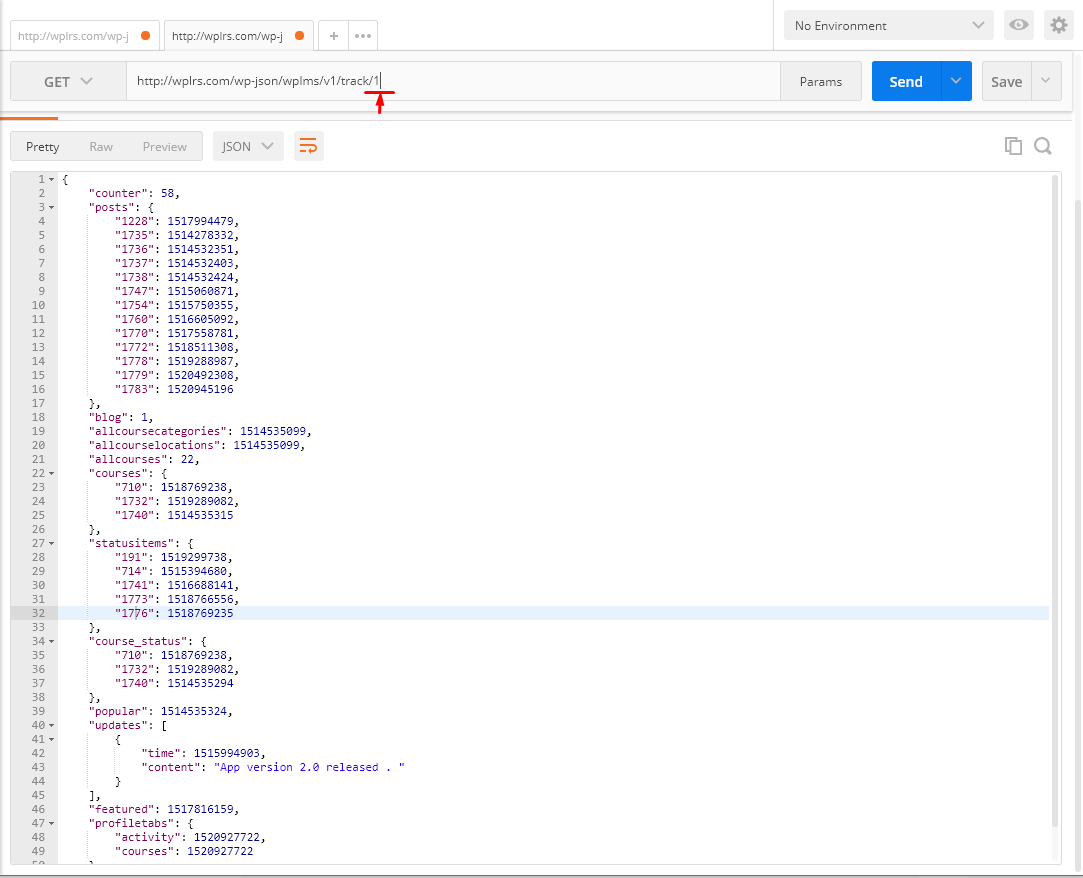 http://wplrs.com/wp-j http://wplrs.com/wp-j + ••• No Environment
GET http://wplrs.com/wp-json/wplms/v1/track/1 Params Send Save
Pretty Raw Preview JSON
1 {
2 "counter": 58,
3 "posts": {
4 "1228": 1517994479,
5 "1735": 1514278332,
6 "1736": 1514532351,
7 "1737": 1514532403,
8 "1738": 1514532424,
9 "1747": 1515060871,
10 "1754": 1515750355,
11 "1760": 1516605092,
12 "1770": 1517558781,
13 "1772": 1518511308,
14 "1778": 1519288987,
15 "1779": 1520492308,
16 "1783": 1520945196
17 },
18 "blog": 1,
19 "allcoursecategories": 1514535099,
20 "allcourselocations": 1514535099,
21 "allcourses": 22,
22 "courses": {
23 "710": 1518769238,
24 "1732": 1519289082,
25 "1740": 1514535315
26 },
27 "statusitems": {
28 "191": 1519299738,
29 "714": 1515394680,
30 "1741": 1516688141,
31 "1773": 1518766556,
32 "1776": 1518769235
33 },
34 "course_status": {
35 "710": 1518769238,
36 "1732": 1519289082,
37 "1740": 1514535294
38 },
39 "popular": 1514535324,
40 "updates": [
41 {
42 "time": 1515994903,
43 "content": "App version 2.0 released . "
44 }
45 ],
46 "featured": 1517816159,
47 "profiletabs": {
48 "activity": 1520927722,
49 "courses": 1520927722